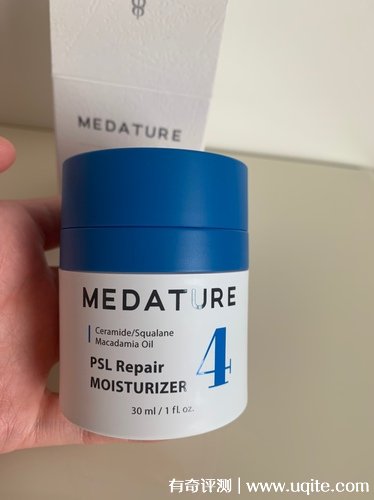 MEDATURE
MEDATURE
Ceramide/Squalane
Macadamia Oil
PSL Repair
MOISTURIZER
4
30 ml / 1 fl. oz.
有奇评测 | www.uqite.com